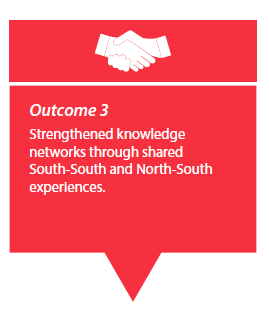 Outcome 3
Strengthened knowledge
networks through shared
South-South and North-South
experiences.